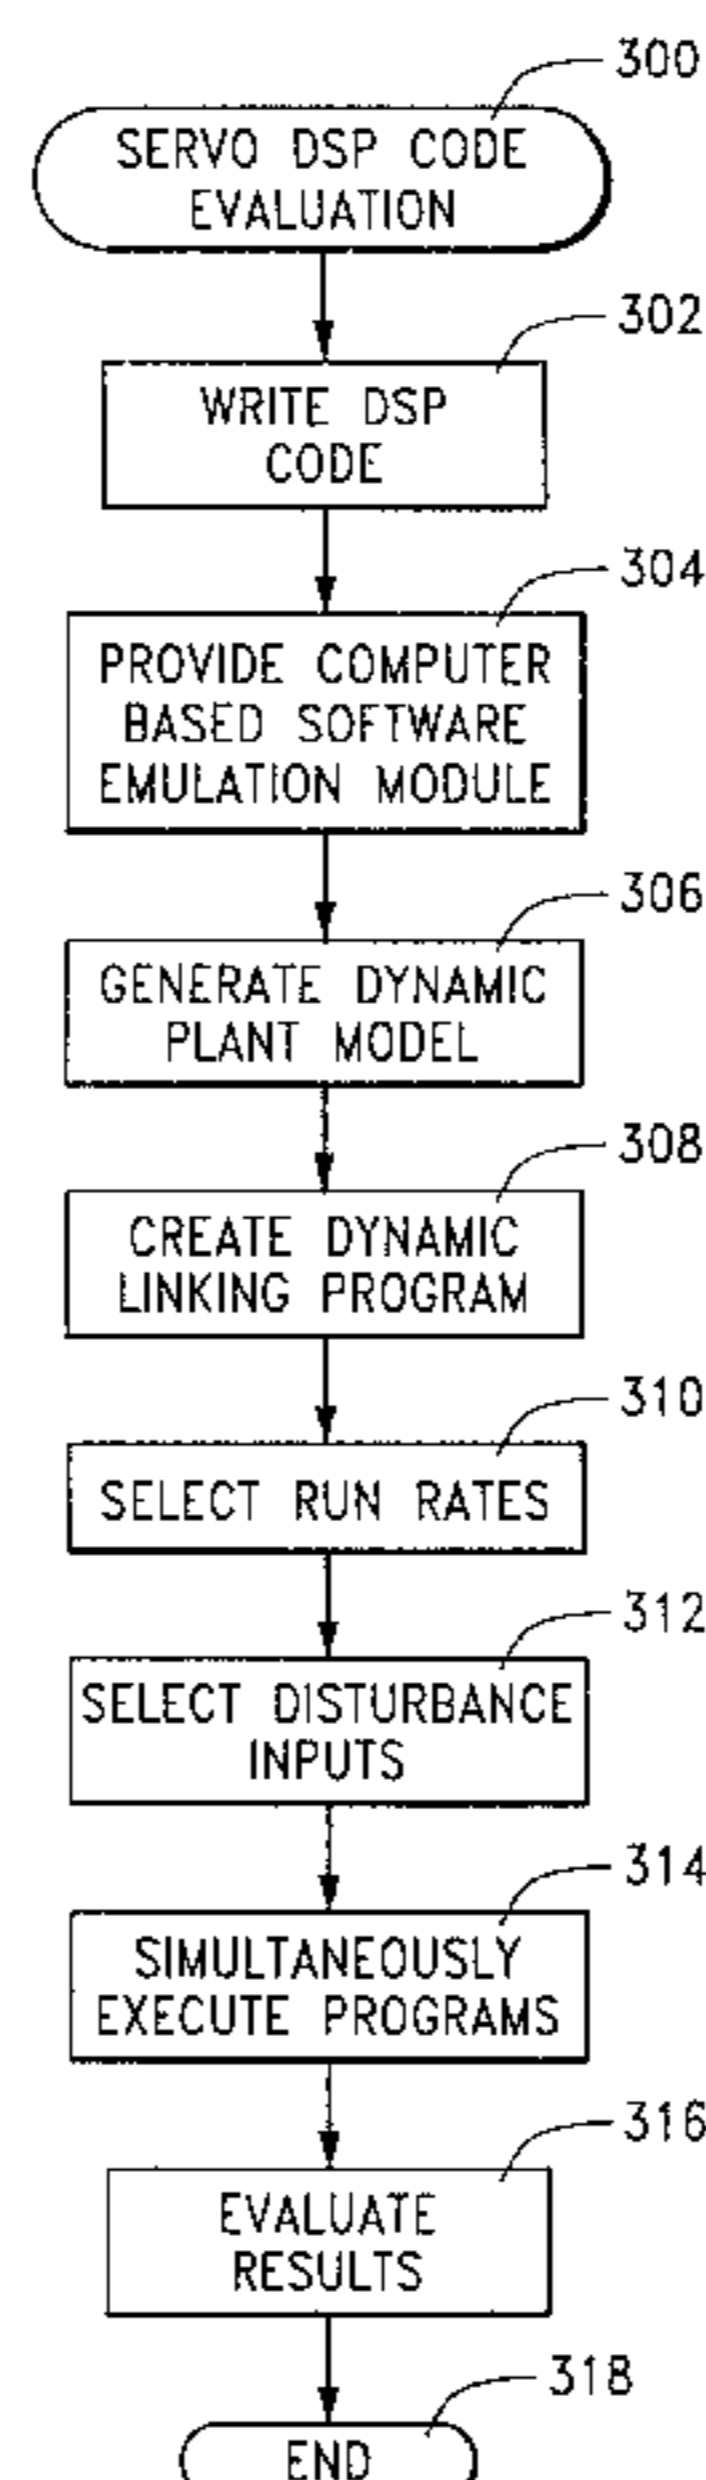 300
SERVO DSP CODE
EVALUATION
302
WRITE DSP
CODE
304
PROVIDE COMPUTER
BASED SOFTWARE
EMULATION MODULE
306
GENERATE DYNAMIC
PLANT MODEL
308
CREATE DYNAMIC
LINKING PROGRAM
310
SELECT RUN RATES
312
SELECT DISTURBANCE
INPUTS
314
SIMULTANEOUSLY
EXECUTE PROGRAMS
316
EVALUATE
RESULTS
318
END